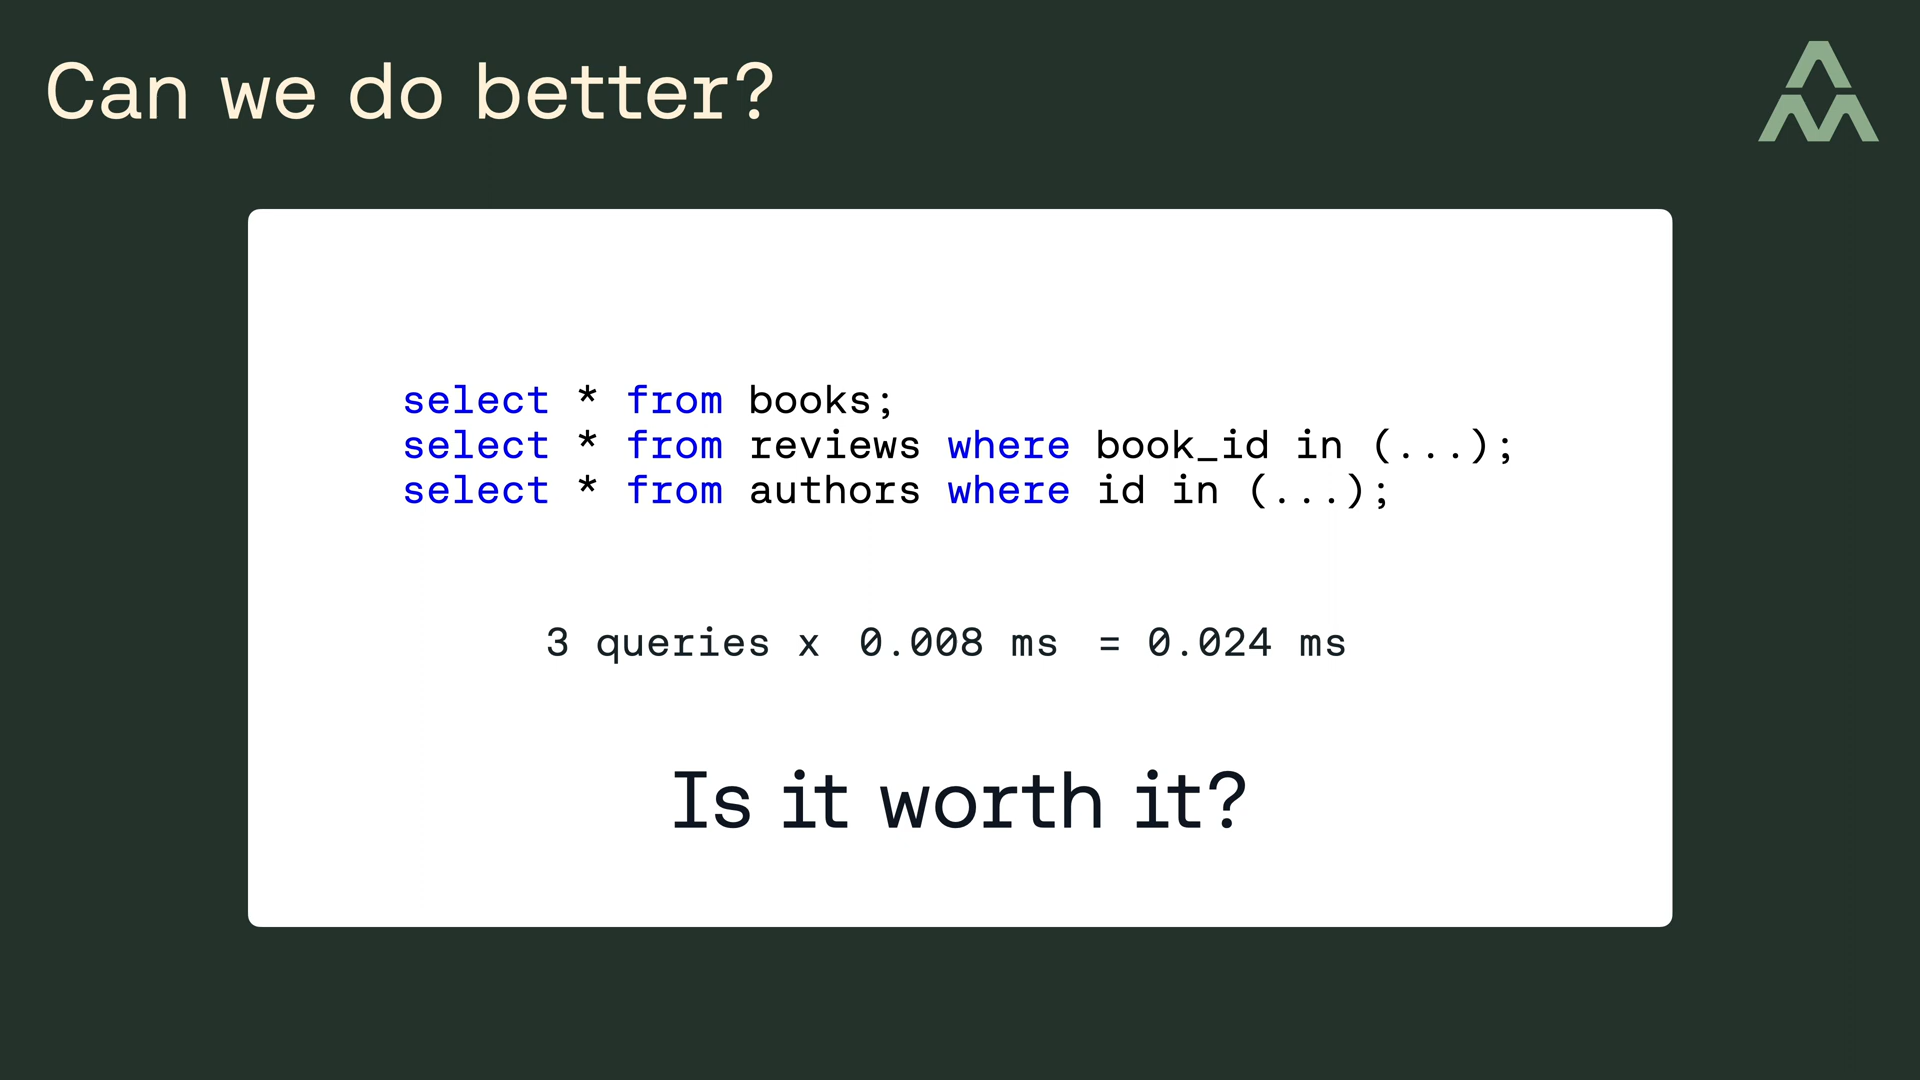 Can we do better?
select * from books;
select * from reviews where book_id in (...);
select * from authors where id in (...);
3 queries x 0.008 ms = 0.024 ms
Is it worth it?